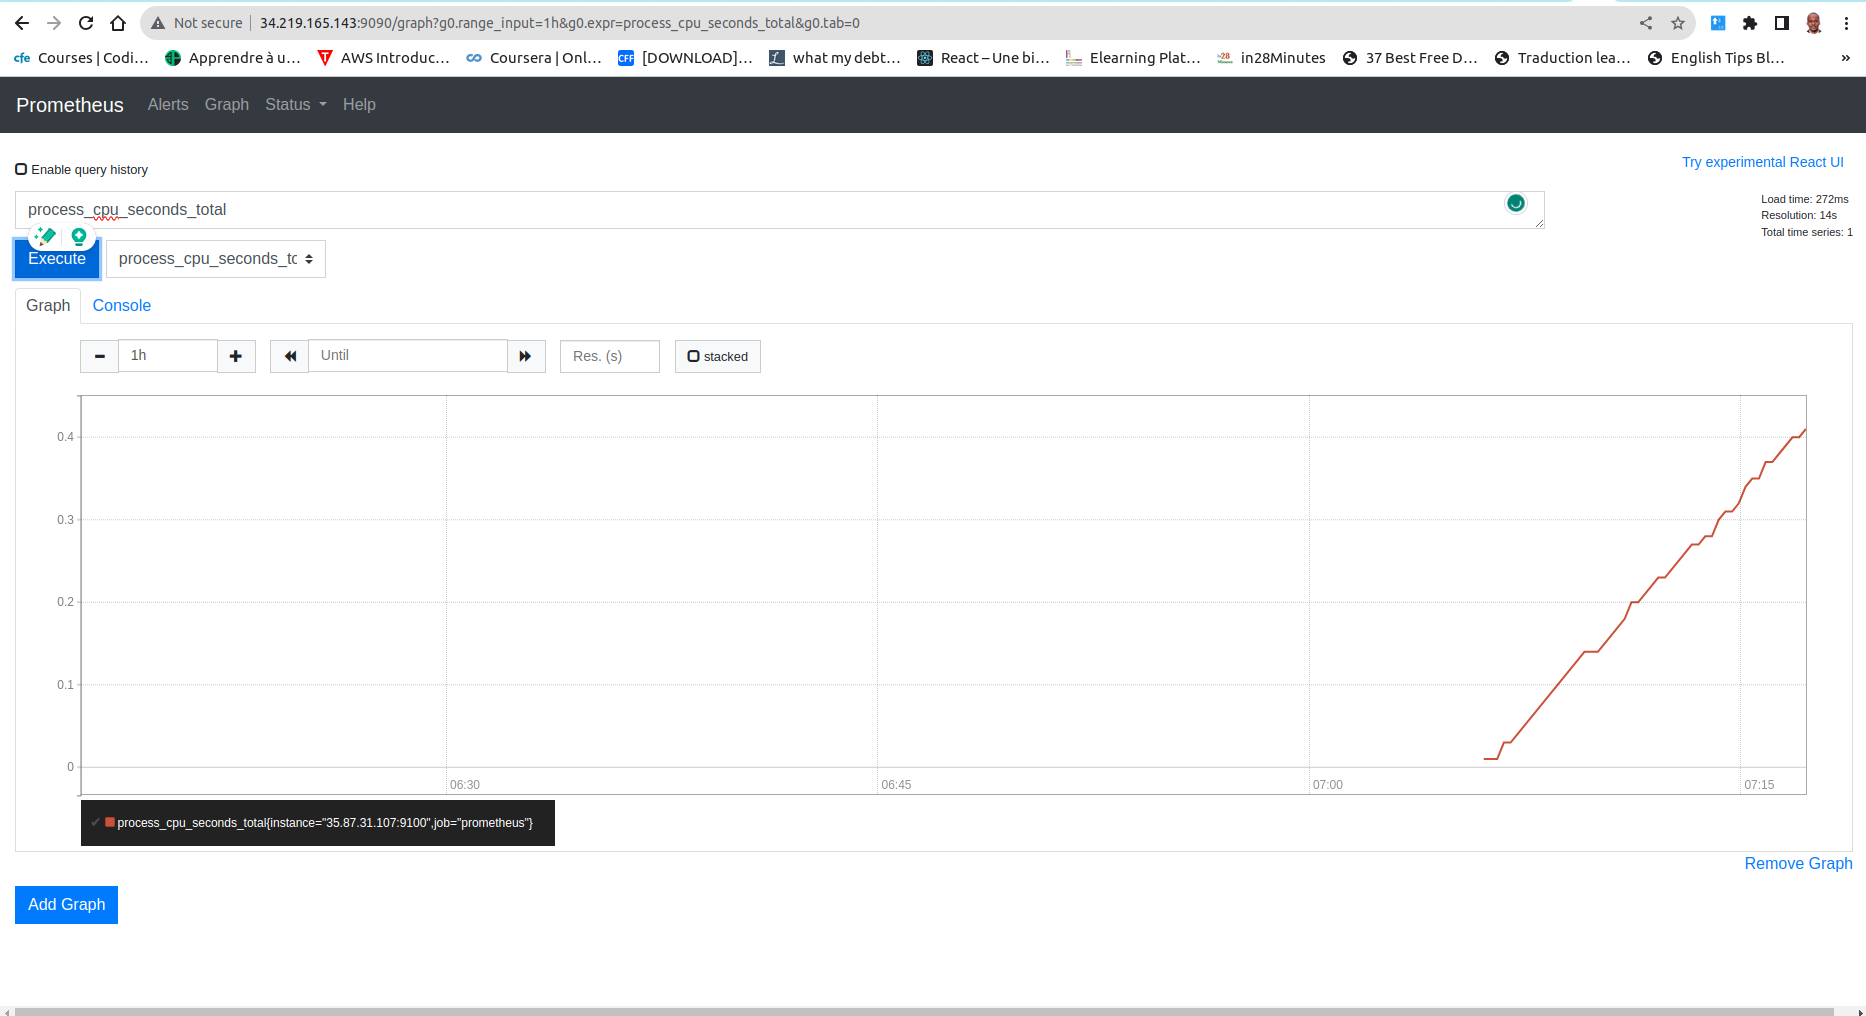 Not secure | 34.219.165.143:9090/graph?g0.range_input=1h&g0.expr=process_cpu_seconds_total&g0.tab=0
cfe Courses | Codi... Apprendre à u... AWS Introduc... Coursera | Onl... CFF [DOWNLOAD]... what my debt... React – Une bi... Elearning Plat... in28Minutes 37 Best Free D... Traduction lea... English Tips Bl... »
Prometheus Alerts Graph Status Help
Enable query history
Try experimental React UI
process_cpu_seconds_total
Load time: 272ms
Resolution: 14s
Total time series: 1
Execute process_cpu_seconds_to
Graph Console
1h Until Res. (s) stacked
0.4
0.3
0.2
0.1
0
06:30 06:45 07:00 07:15
✔ process_cpu_seconds_total{instance="35.87.31.107:9100",job="prometheus"}
Remove Graph
Add Graph